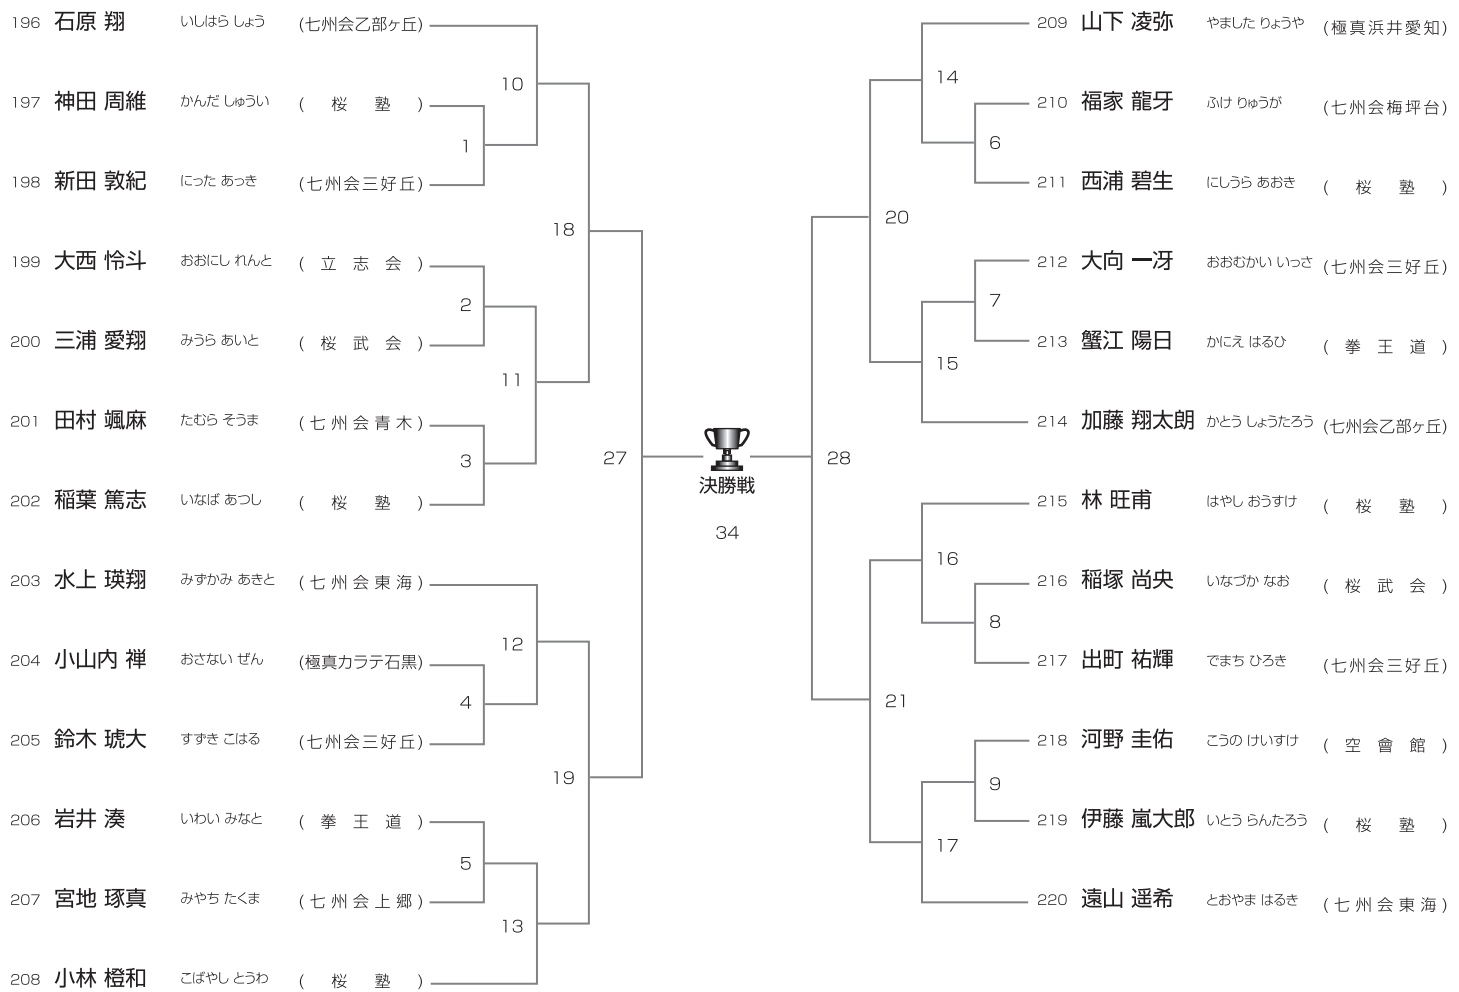 196 石原 翔 いしはら しょう (七州会乙部ヶ丘)
197 神田 周維 かんだ しゅうい (桜塾)
198 新田 敦紀 にった あっき (七州会三好丘)
199 大西 怜斗 おおにし れんと (立志会)
200 三浦 愛翔 みうら あいと (桜武会)
201 田村 颯麻 たむら そうま (七州会青木)
202 稲葉 篤志 いなば あつし (桜塾)
203 水上 瑛翔 みずかみ あきと (七州会東海)
204 小山内 禅 おさない ぜん (極真カラテ石黒)
205 鈴木 琥大 すずき こはる (七州会三好丘)
206 岩井 湊 いわい みなと (拳王道)
207 宮地 琢真 みやち たくま (七州会上郷)
208 小林 橙和 こばやし とうわ (桜塾)
10
1
18
2
11
3
27
12
4
19
5
13
決勝戦
34
28
14
6
20
7
15
16
8
21
9
17
209 山下 凌弥 やました りょうや (極真浜井愛知)
210 福家 龍牙 ふけ りゅうが (七州会梅坪台)
211 西浦 碧生 にしうら あおき (桜塾)
212 大向 一冴 おおむかい いっさ (七州会三好丘)
213 蟹江 陽日 かにえ はるひ (拳王道)
214 加藤 翔太朗 かとう しょうたろう (七州会乙部ヶ丘)
215 林 旺甫 はやし おうすけ (桜塾)
216 稲塚 尚央 いなづか なお (桜武会)
217 出町 祐輝 でまち ひろき (七州会三好丘)
218 河野 圭佑 こうの けいすけ (空會館)
219 伊藤 嵐大郎 いとう らんたろう (桜塾)
220 遠山 遥希 とおやま はるき (七州会東海)